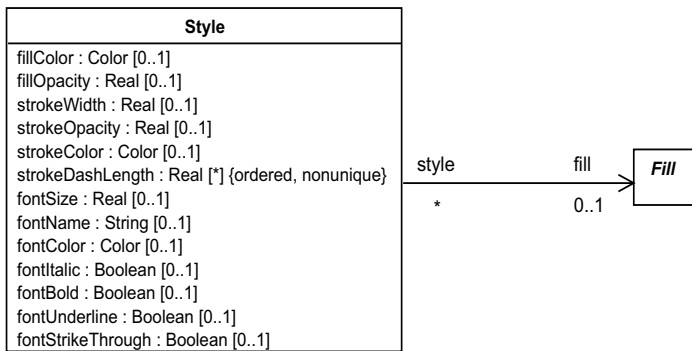 Style
fillColor : Color [0..1]
fillOpacity : Real [0..1]
strokeWidth : Real [0..1]
strokeOpacity : Real [0..1]
strokeColor : Color [0..1]
strokeDashLength : Real [*] {ordered, nonunique}
fontSize : Real [0..1]
fontName : String [0..1]
fontColor : Color [0..1]
fontItalic : Boolean [0..1]
fontBold : Boolean [0..1]
fontUnderline : Boolean [0..1]
fontStrikeThrough : Boolean [0..1]
style fill
* 0..1
Fill